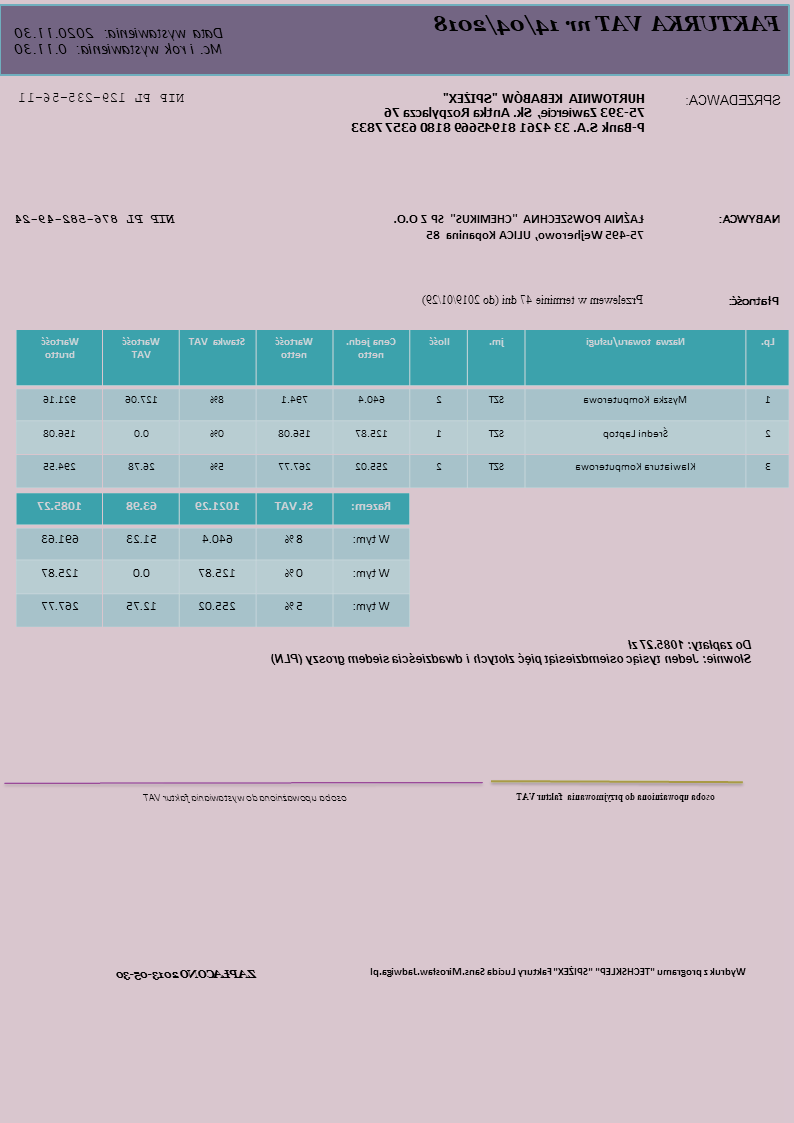 FAKTURKA VAT nr 14/04/2018
Data wystawienia: 2020.11.30
Mc. i rok wystawienia: 0.11.30
SPRZEDAWCA:
HURTOWNIA KEBABÓW "SPIŻEX"
75-393 Zawiercie, Sk. Antka Rozpylacza 76
P-Bank S.A. 33 4261 81945669 8180 6357 7833
NIP PL 129-235-56-11
NABYWCA:
ŁAŹNIA POWSZECHNA "CHEMIKUS" SP Z O.O.
75-495 Wejherowo, ULICA Kopanina 85
NIP PL 876-582-49-24
Płatność:
Przelewem w terminie 47 dni (do 2019/01/29)
Lp. Nazwa towaru/usługi jm. Ilość Cena jedn. netto Wartość netto Stawka VAT Wartość VAT Wartość brutto
1 Myszka Komputerowa SZT 2 640.4 794.1 8% 127.06 921.16
2 Średni Laptop SZT 1 125.87 156.08 0% 0.0 156.08
3 Klawiatura Komputerowa SZT 2 255.02 267.77 5% 26.78 294.55
Razem: St. VAT 1021.29 63.98 1085.27
W tym: 8 % 640.4 51.23 691.63
W tym: 0 % 125.87 0.0 125.87
W tym: 5 % 255.02 12.75 267.77
Do zapłaty: 1085.27 zł
Słownie: Jeden tysiąc osiemdziesiąt pięć złotych i dwadzieścia siedem groszy (PLN)
osoba upoważniona do przyjmowania faktur VAT
osoba upoważniona do wystawiania faktur VAT
Wydruk z programu "TECHSKLEP" "SPIŻEX" Faktury Lucida Sans.Mirosław.Jadwiga.pl
ZAPŁACONO 2013-05-30